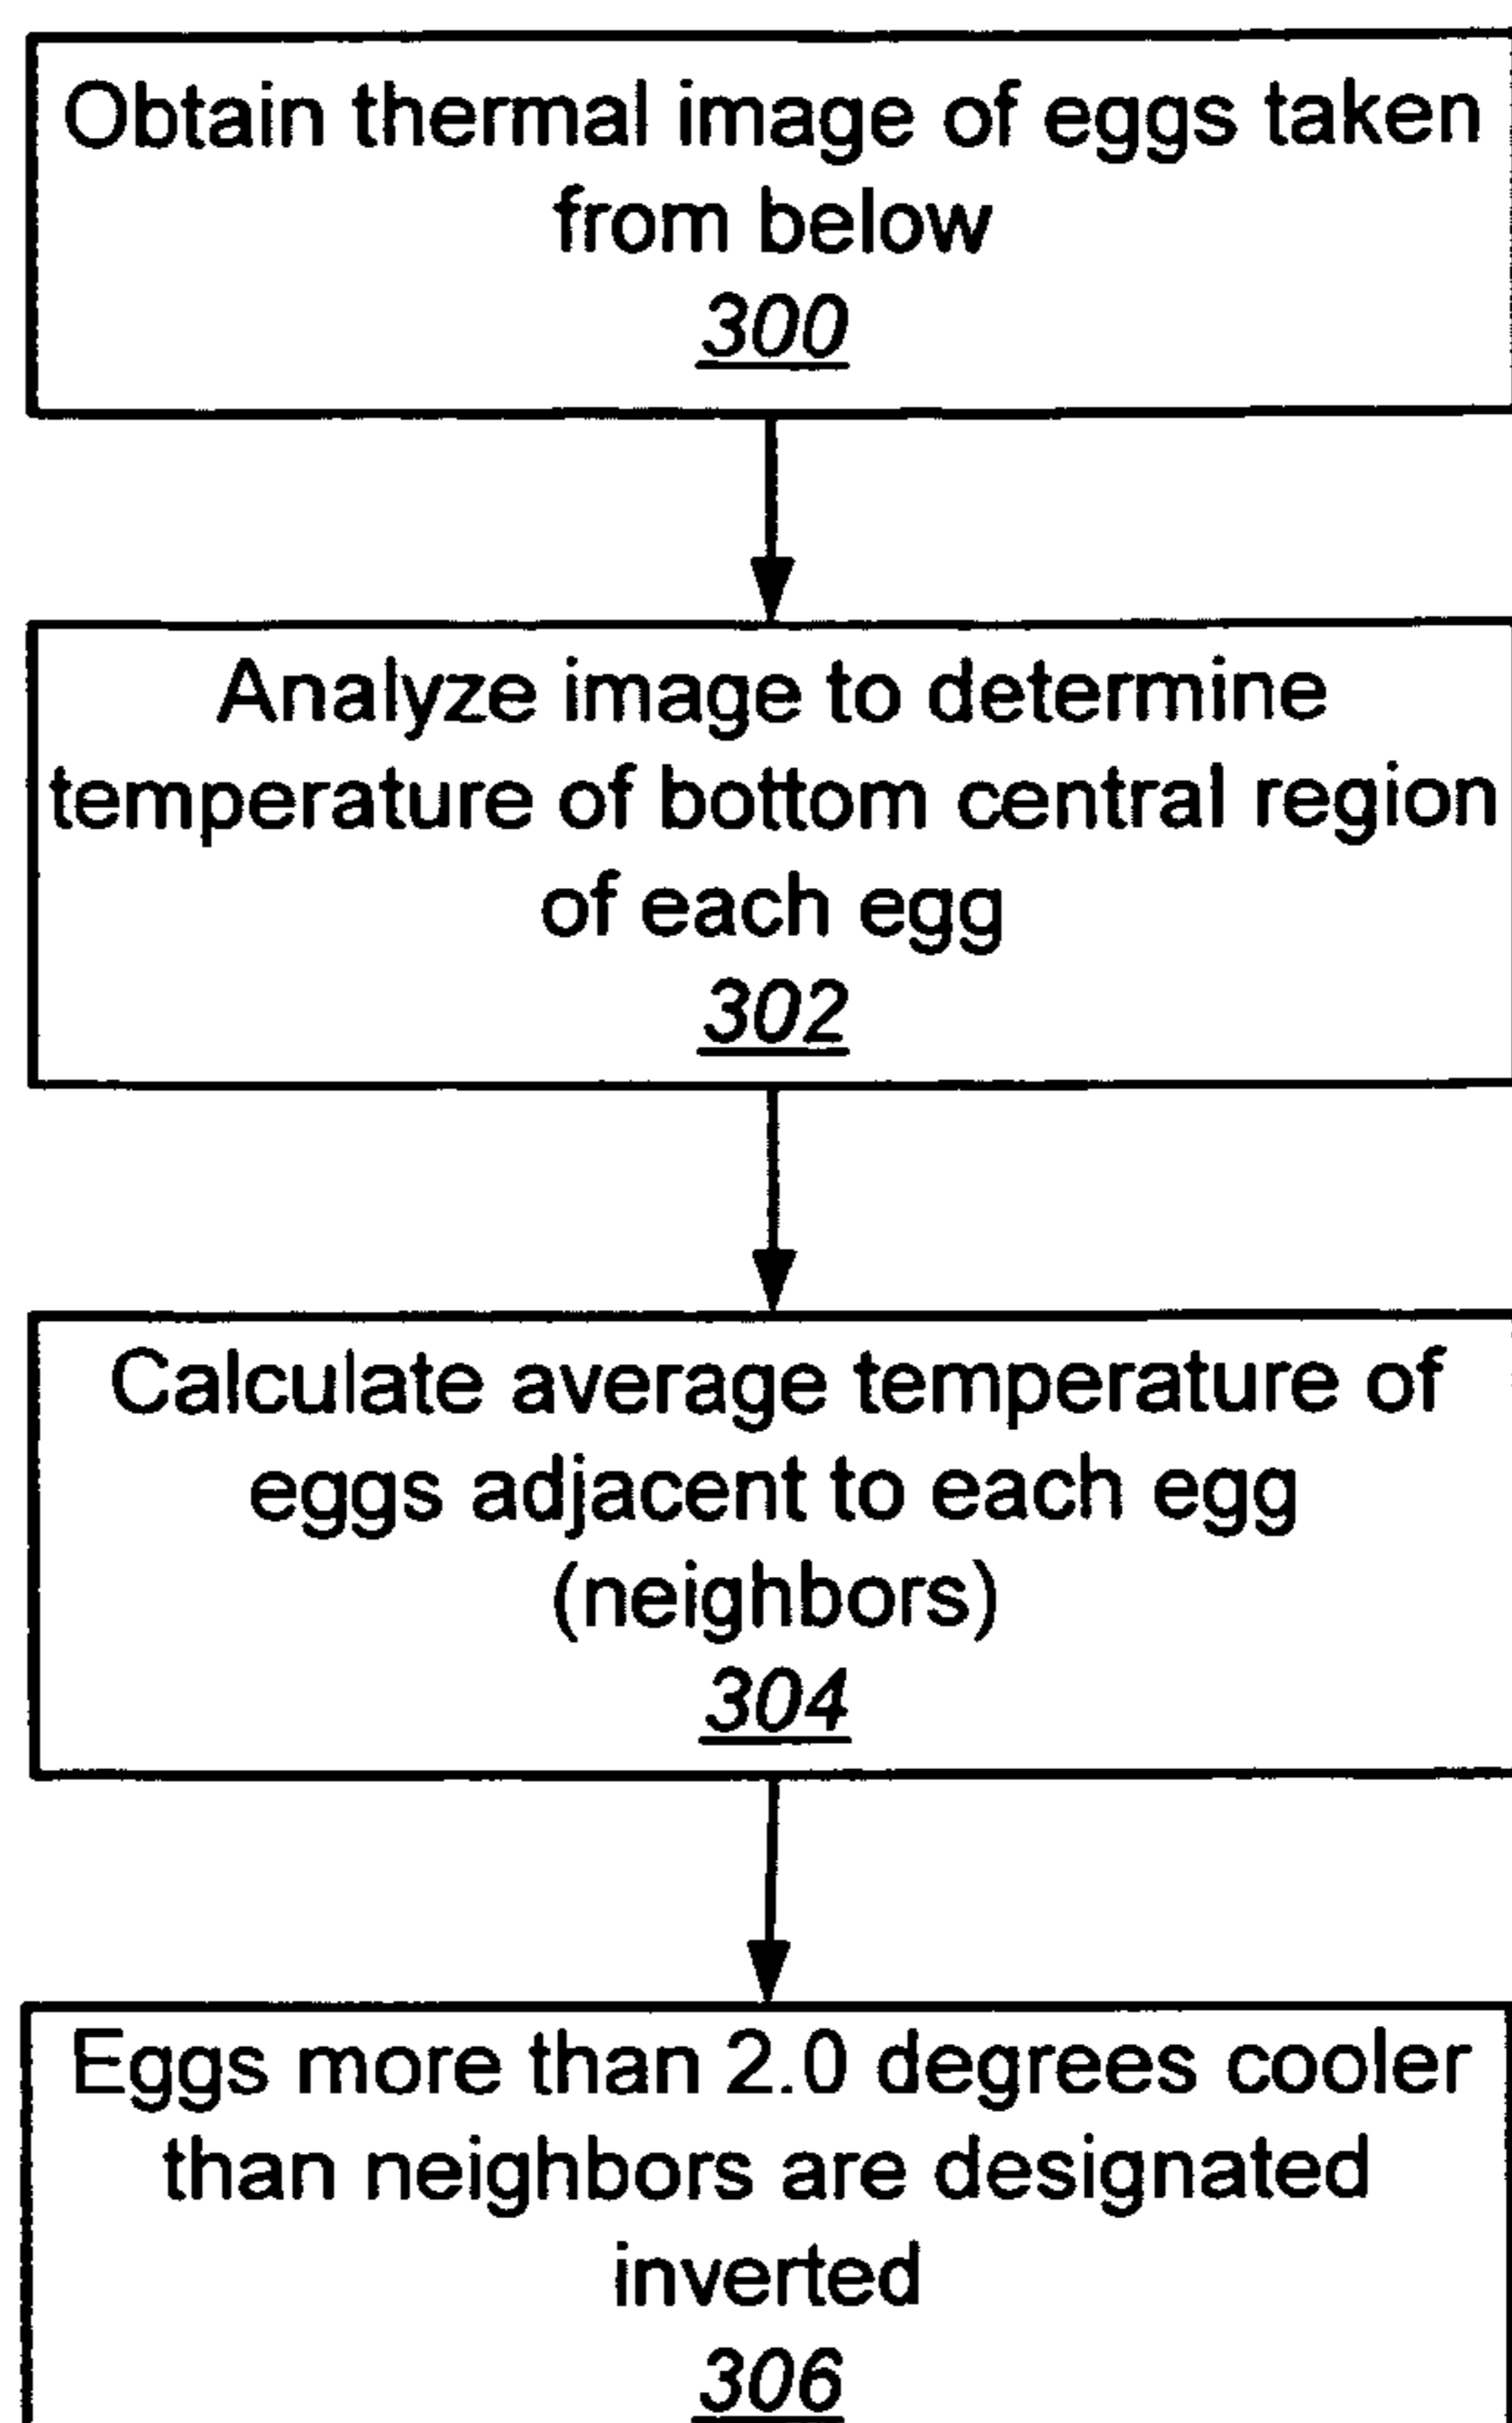 Obtain thermal image of eggs taken
from below
300
Analyze image to determine
temperature of bottom central region
of each egg
302
Calculate average temperature of
eggs adjacent to each egg
(neighbors)
304
Eggs more than 2.0 degrees cooler
than neighbors are designated
inverted
306